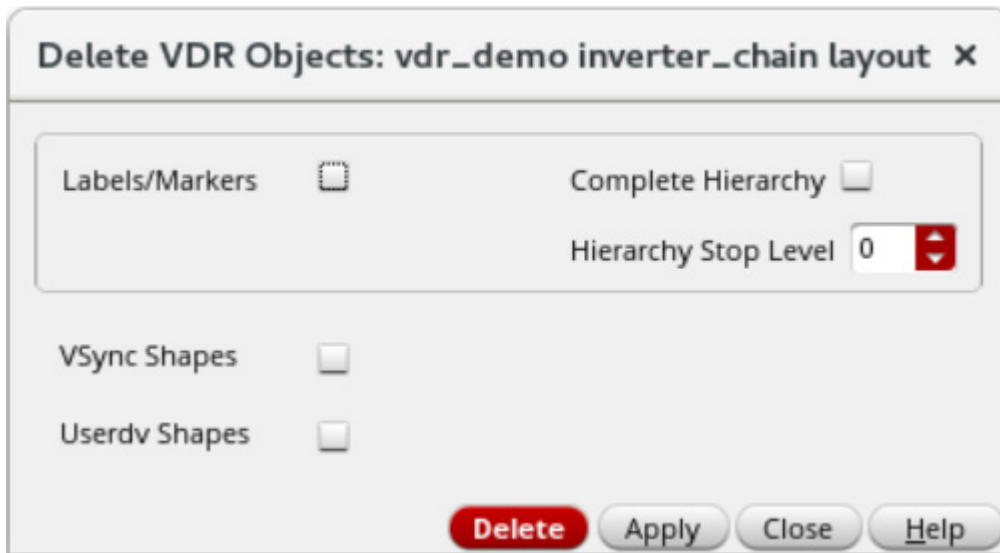 Delete VDR Objects: vdr_demo inverter_chain layout ×
Labels/Markers Complete Hierarchy
Hierarchy Stop Level 0
VSync Shapes
Userdv Shapes
Delete Apply Close Help